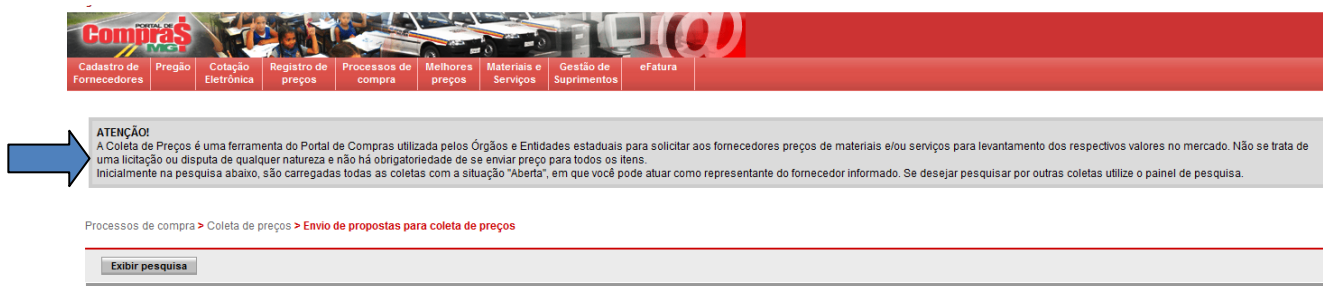 PORTAL DE
Compra$
MG
Cadastro de Fornecedores
Pregão
Cotação Eletrônica
Registro de preços
Processos de compra
Melhores preços
Materiais e Serviços
Gestão de Suprimentos
eFatura
ATENÇÃO!
A Coleta de Preços é uma ferramenta do Portal de Compras utilizada pelos Órgãos e Entidades estaduais para solicitar aos fornecedores preços de materiais e/ou serviços para levantamento dos respectivos valores no mercado. Não se trata de
uma licitação ou disputa de qualquer natureza e não há obrigatoriedade de se enviar preço para todos os itens.
Inicialmente na pesquisa abaixo, são carregadas todas as coletas com a situação "Aberta", em que você pode atuar como representante do fornecedor informado. Se desejar pesquisar por outras coletas utilize o painel de pesquisa.
Processos de compra > Coleta de preços > Envio de propostas para coleta de preços
Exibir pesquisa